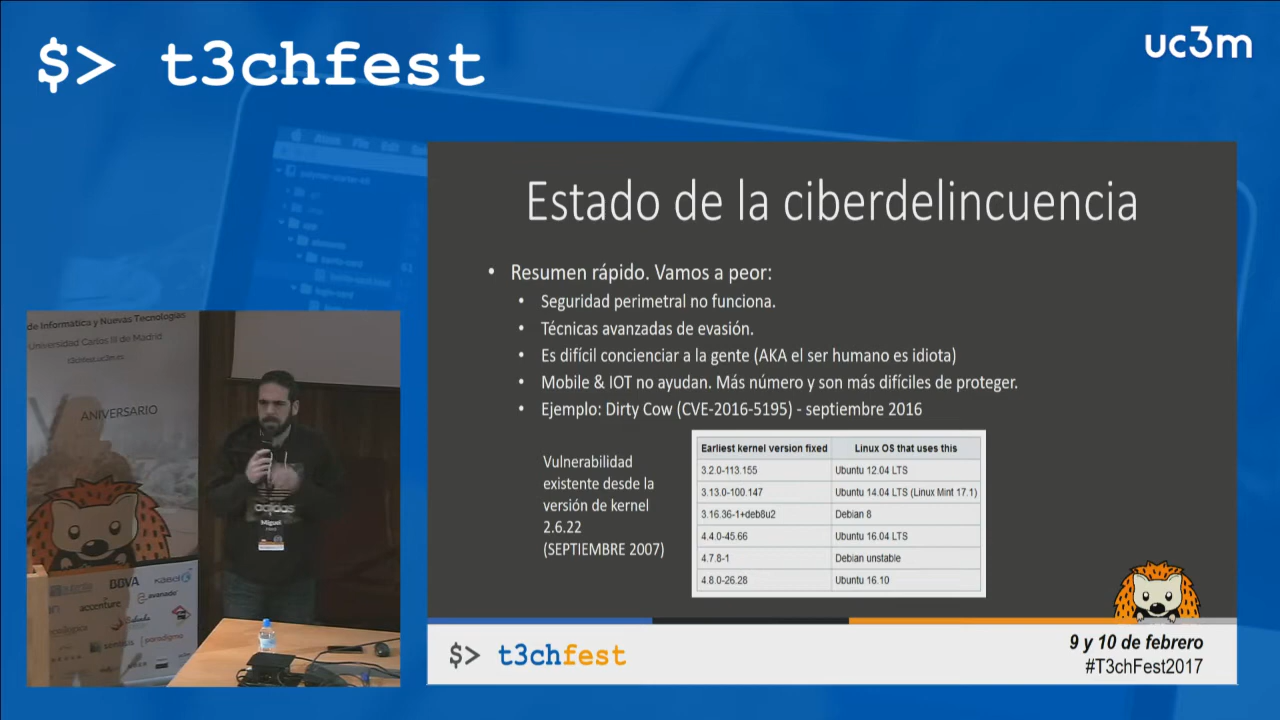 $> t3chfest
uc3m
Estado de la ciberdelincuencia
• Resumen rápido. Vamos a peor:
• Seguridad perimetral no funciona.
• Técnicas avanzadas de evasión.
• Es difícil concienciar a la gente (AKA el ser humano es idiota)
• Mobile & IOT no ayudan. Más número y son más difíciles de proteger.
• Ejemplo: Dirty Cow (CVE-2016-5195) - septiembre 2016
Vulnerabilidad
existente desde la
versión de kernel
2.6.22
(SEPTIEMBRE 2007)
Earliest kernel version fixed Linux OS that uses this
3.2.0-113.155 Ubuntu 12.04 LTS
3.13.0-100.147 Ubuntu 14.04 LTS (Linux Mint 17.1)
3.16.36-1+deb8u2 Debian 8
4.4.0-45.66 Ubuntu 16.04 LTS
4.7.8-1 Debian unstable
4.8.0-26.28 Ubuntu 16.10
$> t3chfest
9 y 10 de febrero
#T3chFest2017
de Informática y Nuevas Tecnologías
Universidad Carlos III de Madrid
t3chfest.uc3m.es
ANIVERSARIO
adidas
Miguel
BBVA
accenture
avanade
paradigma